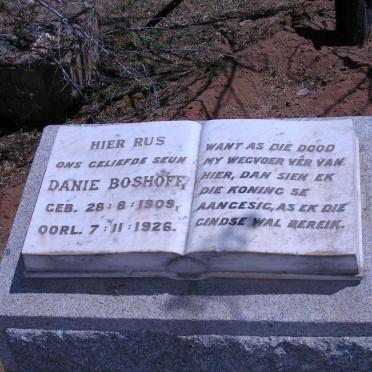 HIER RUS
ONS GELIEFDE SEUN
DANIE BOSHOFF,
GEB. 28:8:1909,
OORL. 7:11:1926.
WANT AS DIE DOOD
MY WEGVOER VÊR VAN
HIER, DAN SIEN EK
DIE KONING SE
AANGESIG, AS EK DIE
GINDSE WAL BEREIK.